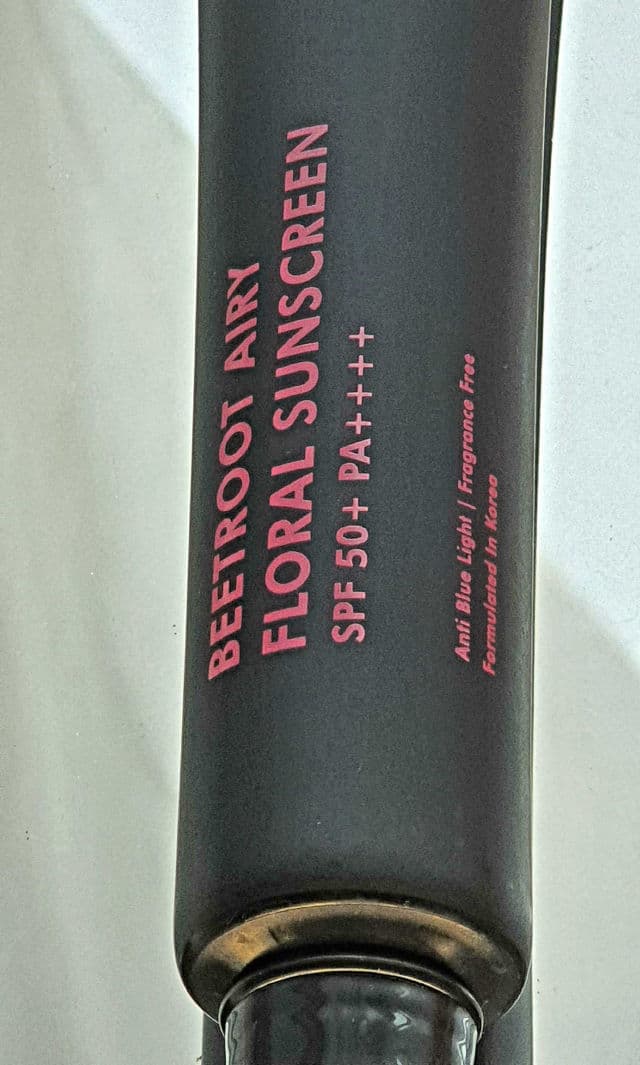 BEETROOT AIRY
FLORAL SUNSCREEN
SPF 50+ PA++++
Anti Blue Light | Fragrance Free
Formulated In Korea